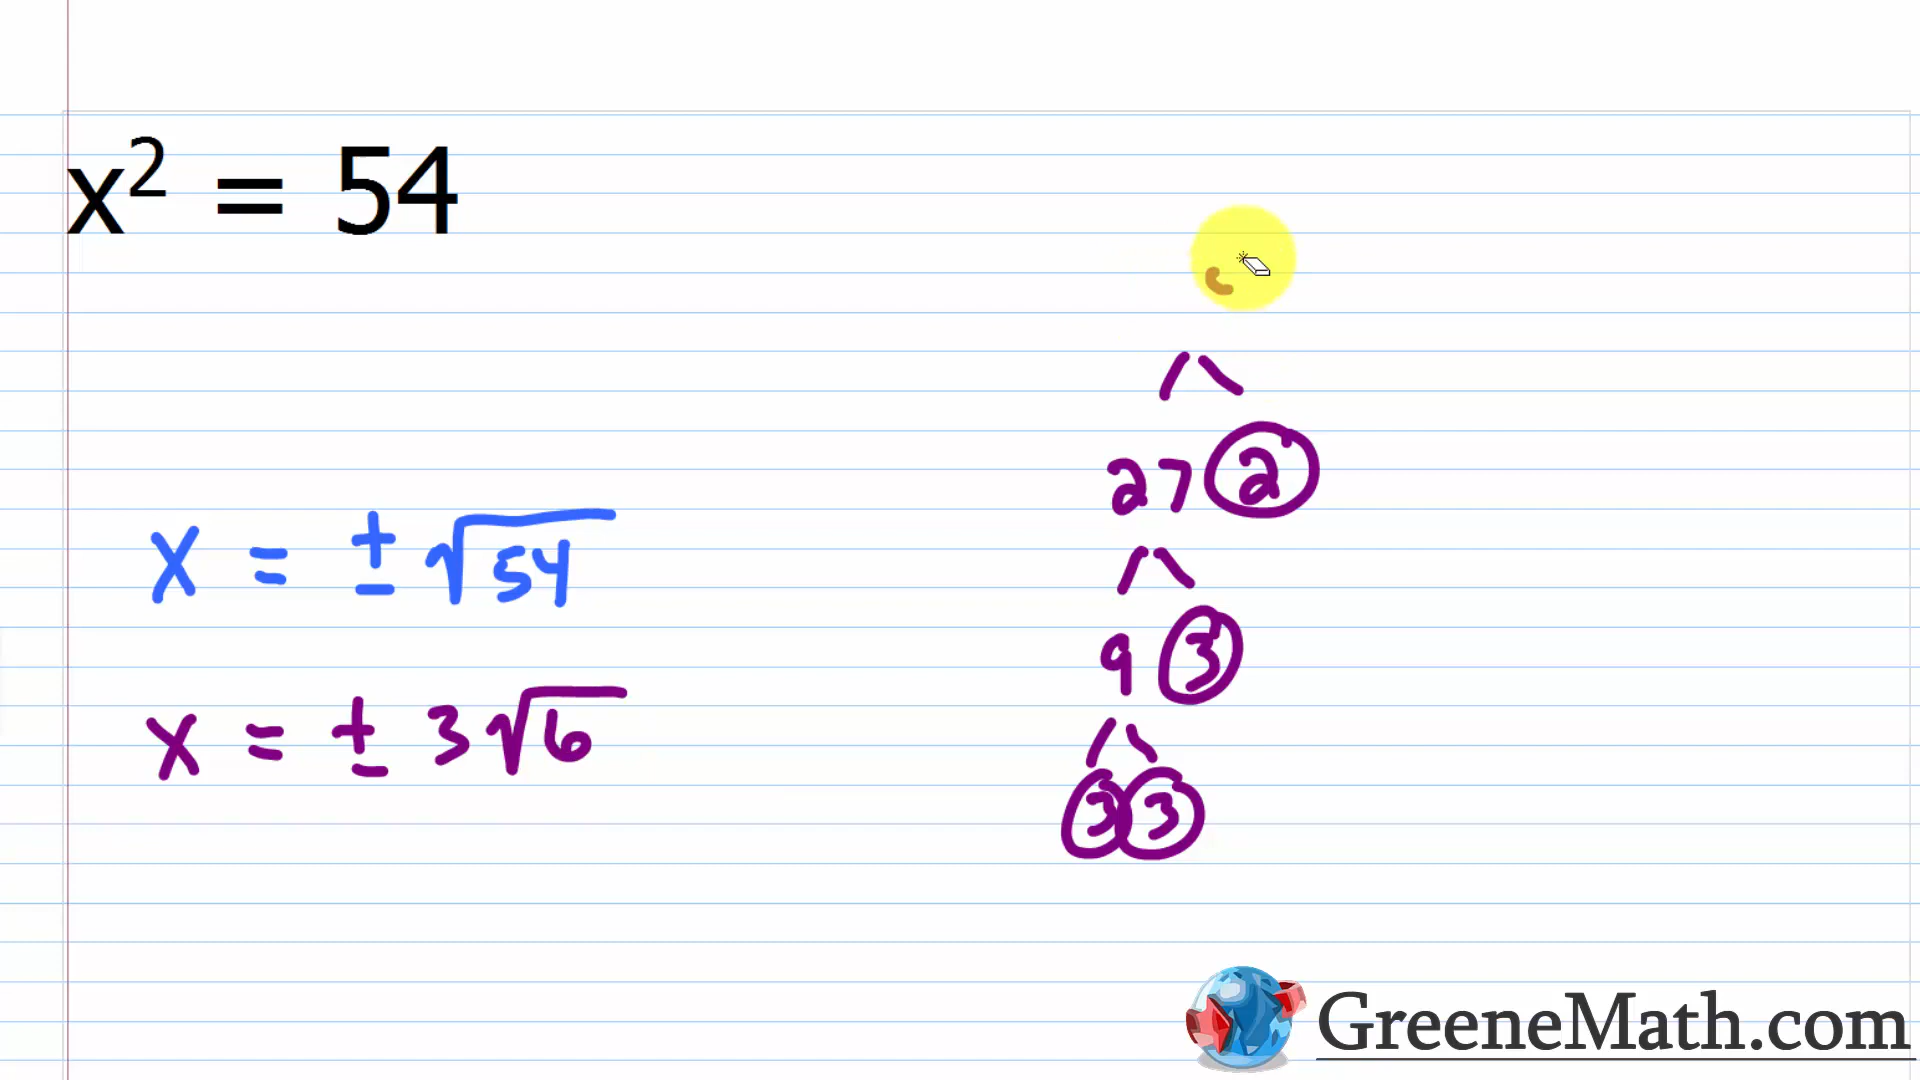 x² = 54
27 2
x = ± √54
9 3
x = ± 3√6
3 3
GreeneMath.com